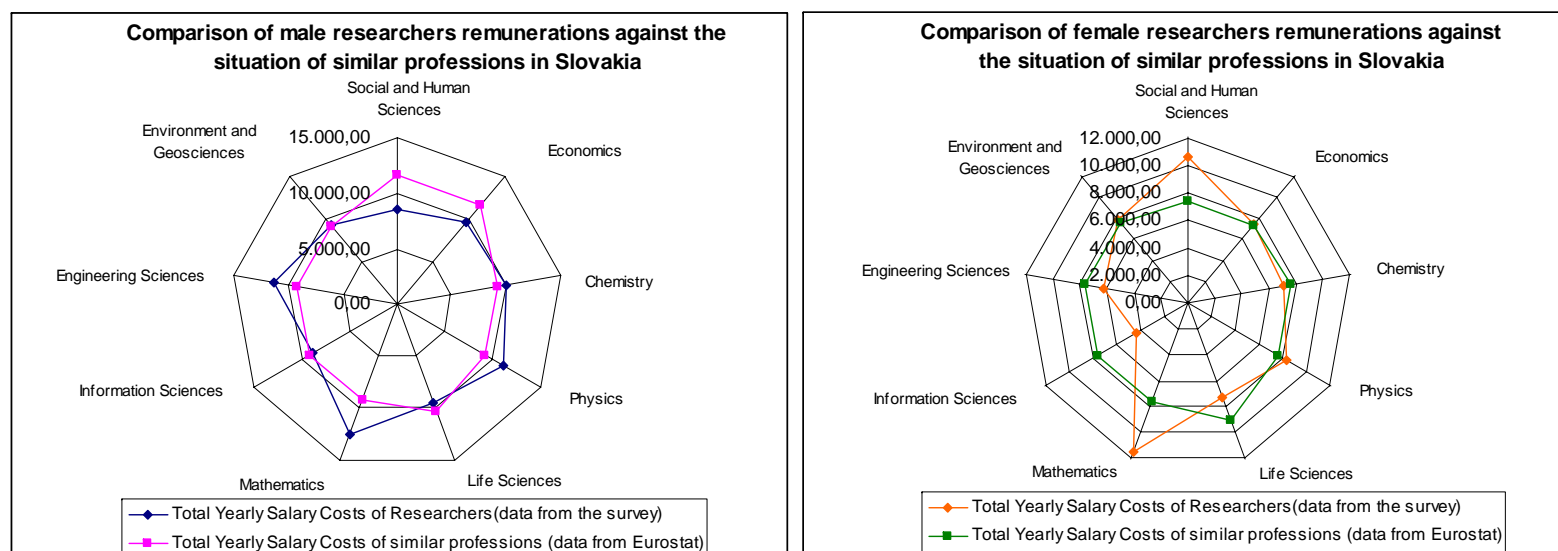 Comparison of male researchers remunerations against the
situation of similar professions in Slovakia
Social and Human
Sciences
Environment and
Geosciences
Economics
15.000,00
10.000,00
5.000,00
0,00
Engineering Sciences
Chemistry
Information Sciences
Physics
Mathematics
Life Sciences
Total Yearly Salary Costs of Researchers(data from the survey)
Total Yearly Salary Costs of similar professions (data from Eurostat)
Comparison of female researchers remunerations against
the situation of similar professions in Slovakia
Social and Human
Sciences
Environment and
Geosciences
Economics
12.000,00
10.000,00
8.000,00
6.000,00
4.000,00
2.000,00
0,00
Engineering Sciences
Chemistry
Information Sciences
Physics
Mathematics
Life Sciences
Total Yearly Salary Costs of Researchers(data from the survey)
Total Yearly Salary Costs of similar professions (data from Eurostat)